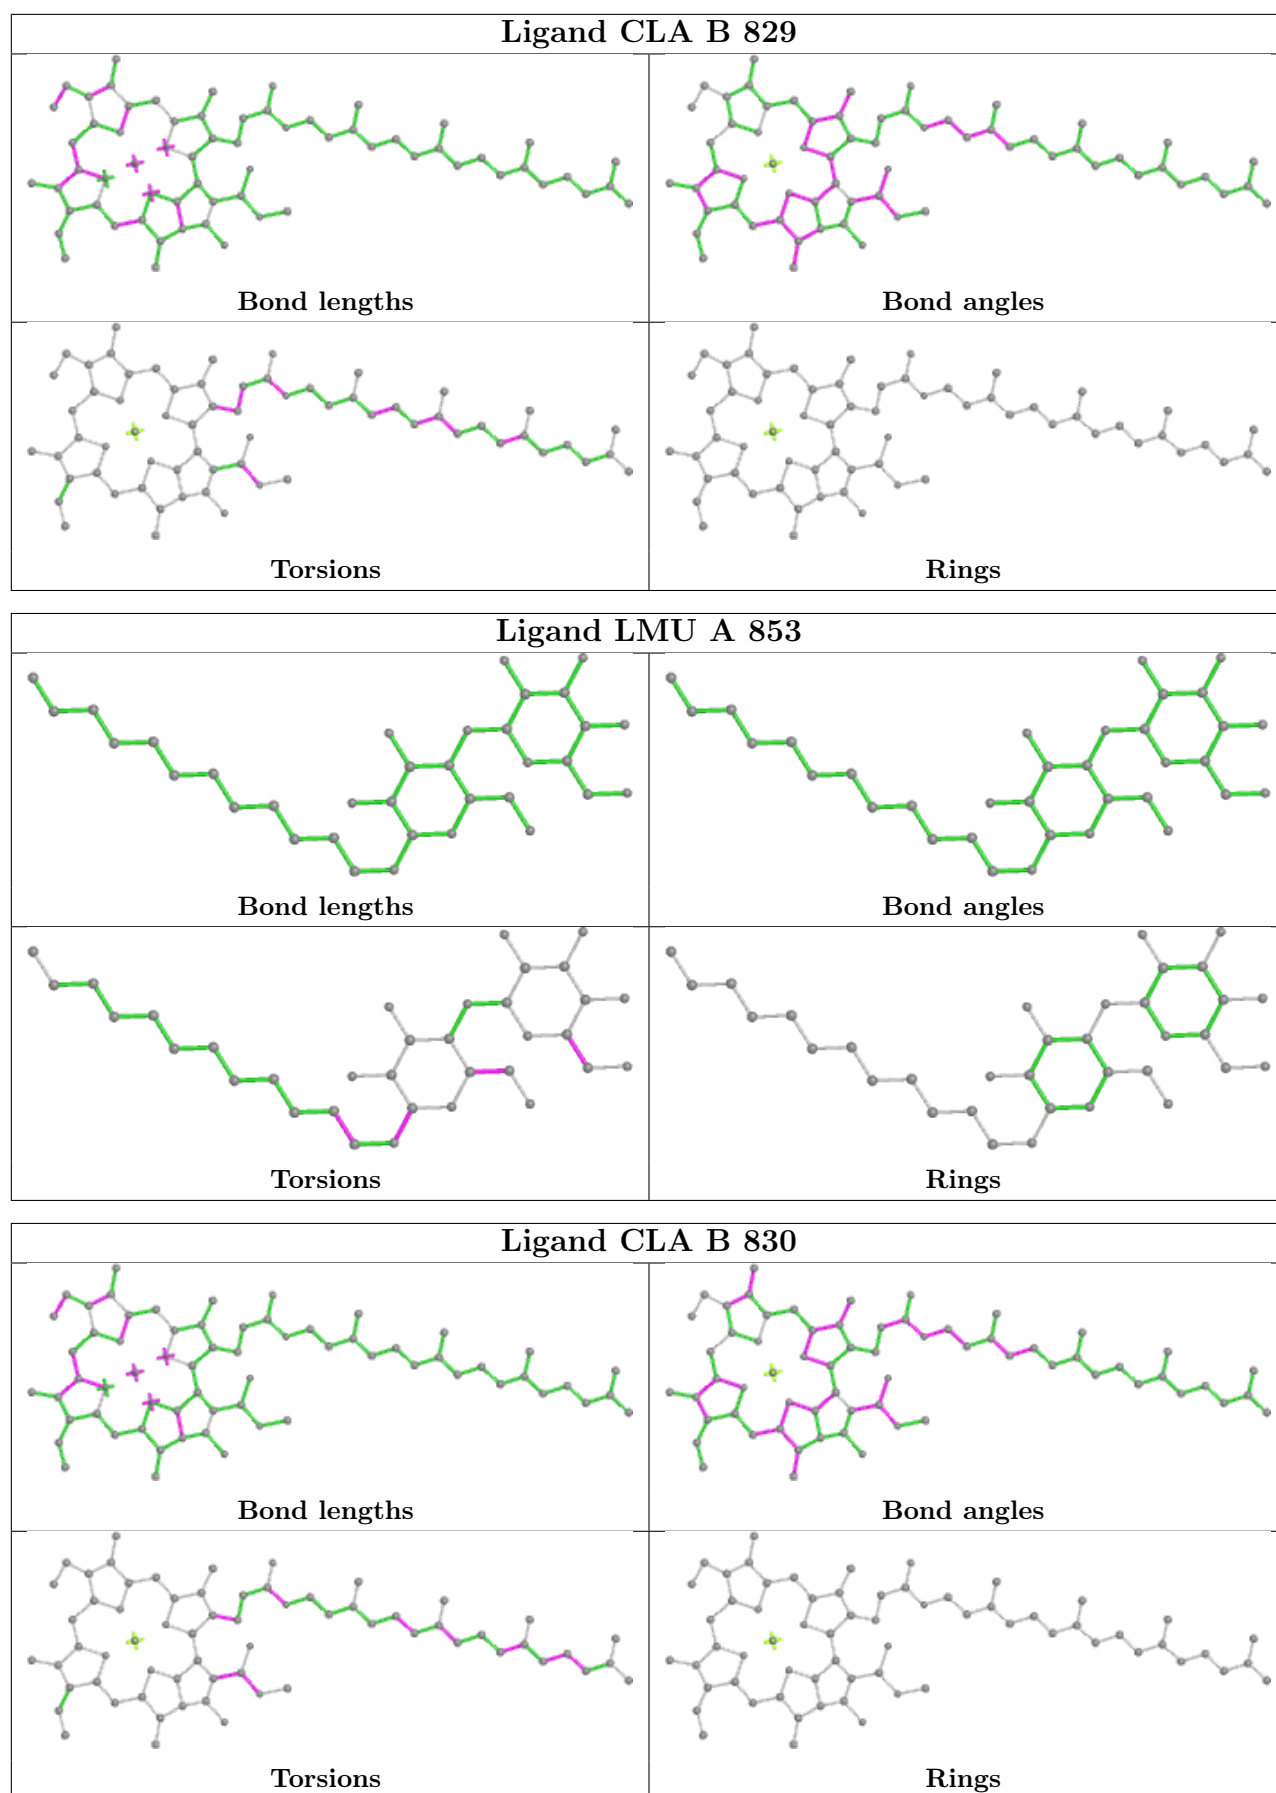 Ligand CLA B 829
Bond lengths
Bond angles
Torsions
Rings
Ligand LMU A 853
Bond lengths
Bond angles
Torsions
Rings
Ligand CLA B 830
Bond lengths
Bond angles
Torsions
Rings